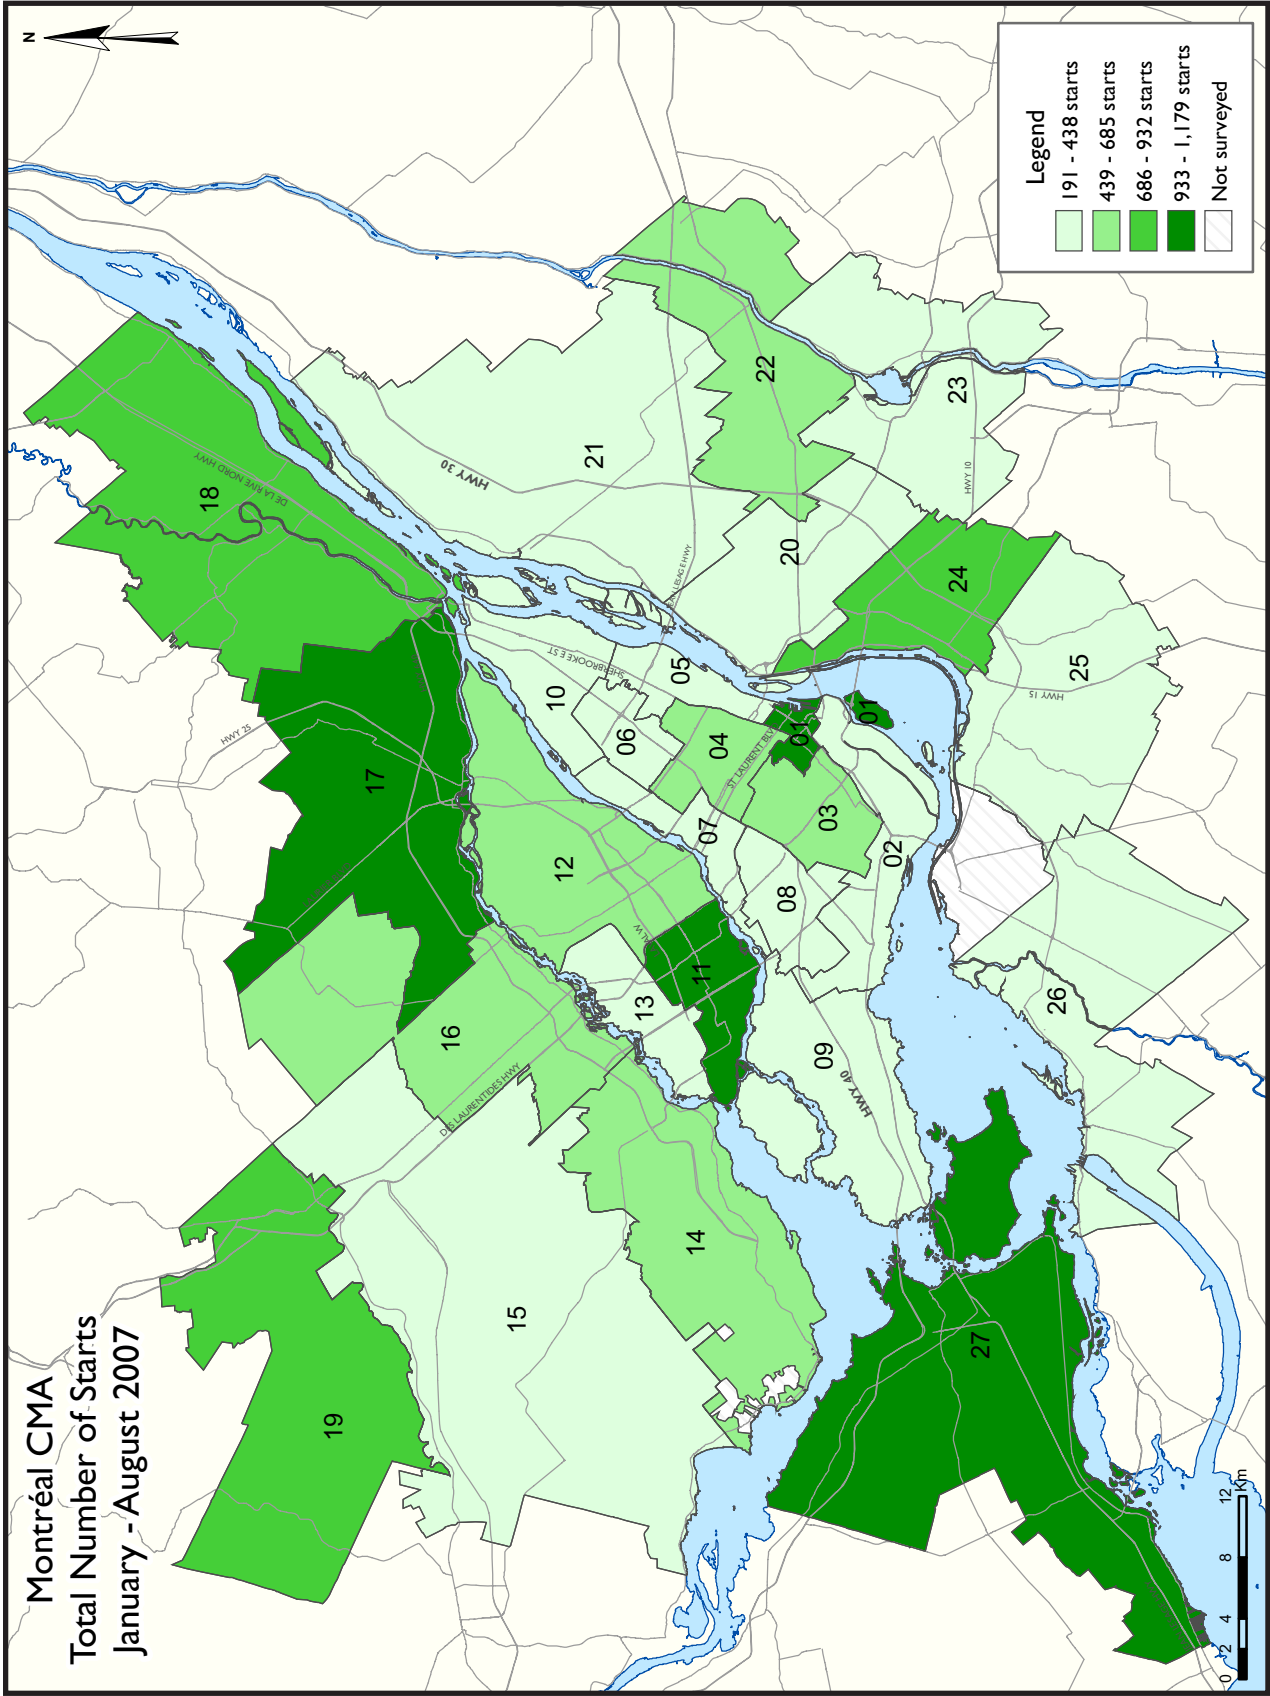 Montréal CMA
Total Number of Starts
January - August 2007
N
19
18
17
16
15
14
13
12
11
10
09
08
07
06
05
04
03
02
01
01
20
21
22
23
24
25
26
27
DE LA RIVE NORD HWY
HWY 25
HWY 30
SHERBROOKE E ST
ST LAURENT BLV
DES LAURENTIDES HWY
HWY 40
HWY 10
HWY 15
Legend
191 - 438 starts
439 - 685 starts
686 - 932 starts
933 - 1,179 starts
Not surveyed
0 2 4 8 12
Km